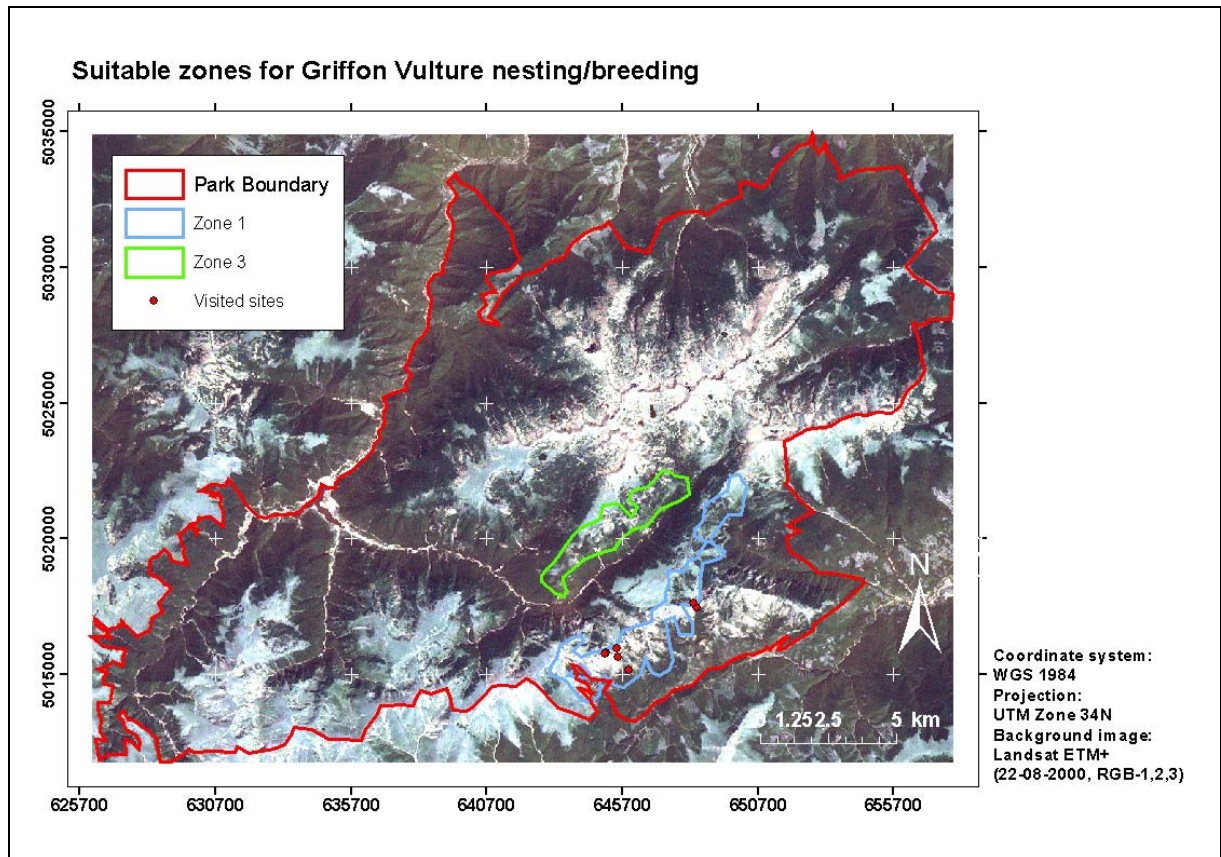 Suitable zones for Griffon Vulture nesting/breeding
5035000
5030000
5025000
5020000
5015000
Park Boundary
Zone 1
Zone 3
Visited sites
N
0 1.25 2.5 5 km
625700 630700 635700 640700 645700 650700 655700
Coordinate system:
WGS 1984
Projection:
UTM Zone 34N
Background image:
Landsat ETM+
(22-08-2000, RGB-1,2,3)